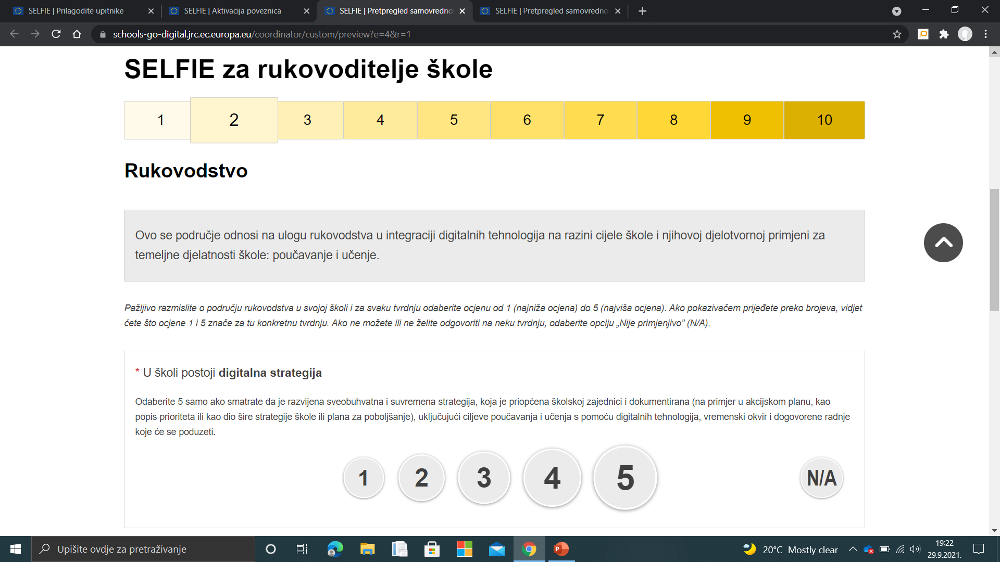 SELFIE | Prilagodite upitnike
SELFIE | Aktivacija poveznica
SELFIE | Pretpregled samovredno
SELFIE | Pretpregled samovredno
schools-go-digital.jrc.ec.europa.eu/coordinator/custom/preview?e=4&r=1
SELFIE za rukovoditelje škole
1 2 3 4 5 6 7 8 9 10
Rukovodstvo
Ovo se područje odnosi na ulogu rukovodstva u integraciji digitalnih tehnologija na razini cijele škole i njihovoj djelotvornoj primjeni za
temeljne djelatnosti škole: poučavanje i učenje.
Pažljivo razmislite o području rukovodstva u svojoj školi i za svaku tvrdnju odaberite ocjenu od 1 (najniža ocjena) do 5 (najviša ocjena). Ako pokazivačem prijeđete preko brojeva, vidjet
ćete što ocjene 1 i 5 znače za tu konkretnu tvrdnju. Ako ne možete ili ne želite odgovoriti na neku tvrdnju, odaberite opciju „Nije primjenjivo” (N/A).
* U školi postoji digitalna strategija
Odaberite 5 samo ako smatrate da je razvijena sveobuhvatna i suvremena strategija, koja je priopćena školskoj zajednici i dokumentirana (na primjer u akcijskom planu, kao
popis prioriteta ili kao dio šire strategije škole ili plana za poboljšanje), uključujući ciljeve poučavanja i učenja s pomoću digitalnih tehnologija, vremenski okvir i dogovorene radnje
koje će se poduzeti.
1 2 3 4 5 N/A
Upišite ovdje za pretraživanje
20°C Mostly clear
19:22
29.9.2021.